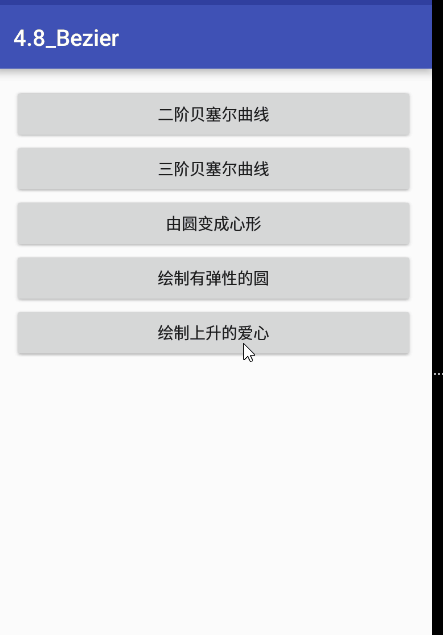 4.8_Bezier
二阶贝塞尔曲线
三阶贝塞尔曲线
由圆变成心形
绘制有弹性的圆
绘制上升的爱心